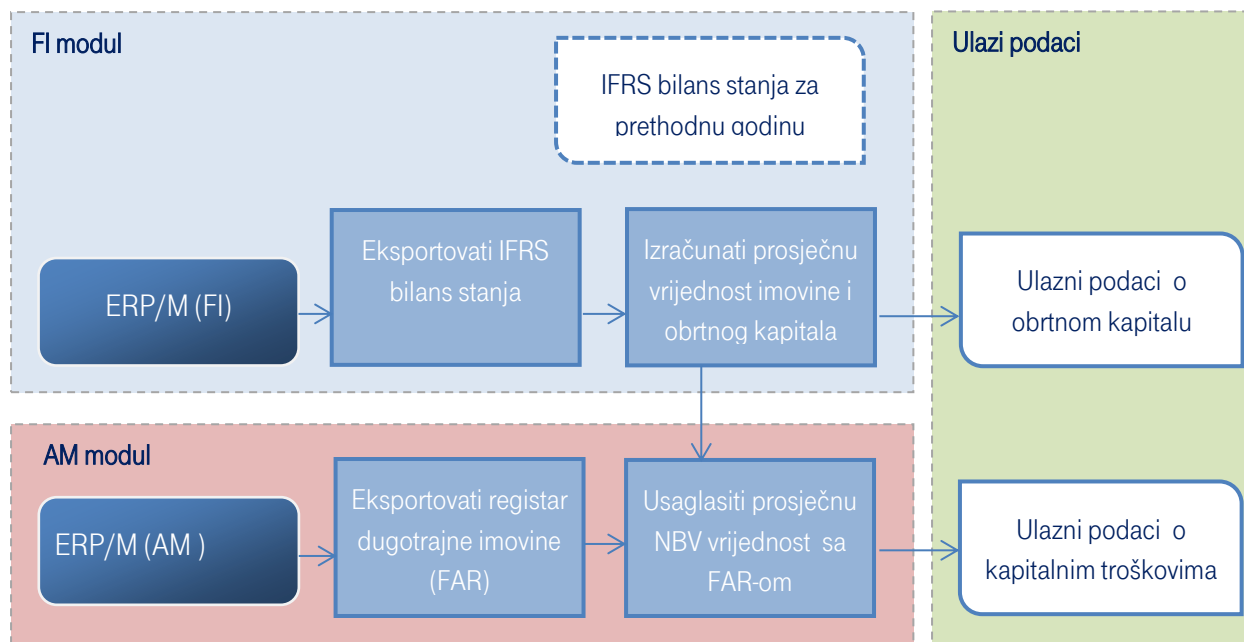 FI modul
IFRS bilans stanja za
prethodnu godinu
ERP/M (FI)
Eksportovati IFRS
bilans stanja
Izračunati prosječnu
vrijednost imovine i
obrtnog kapitala
AM modul
ERP/M (AM )
Eksportovati registar
dugotrajne imovine
(FAR)
Usaglasiti prosječnu
NBV vrijednost  sa
FAR-om
Ulazi podaci
Ulazni podaci  o
obrtnom kapitalu
Ulazni podaci  o
kapitalnim troškovima